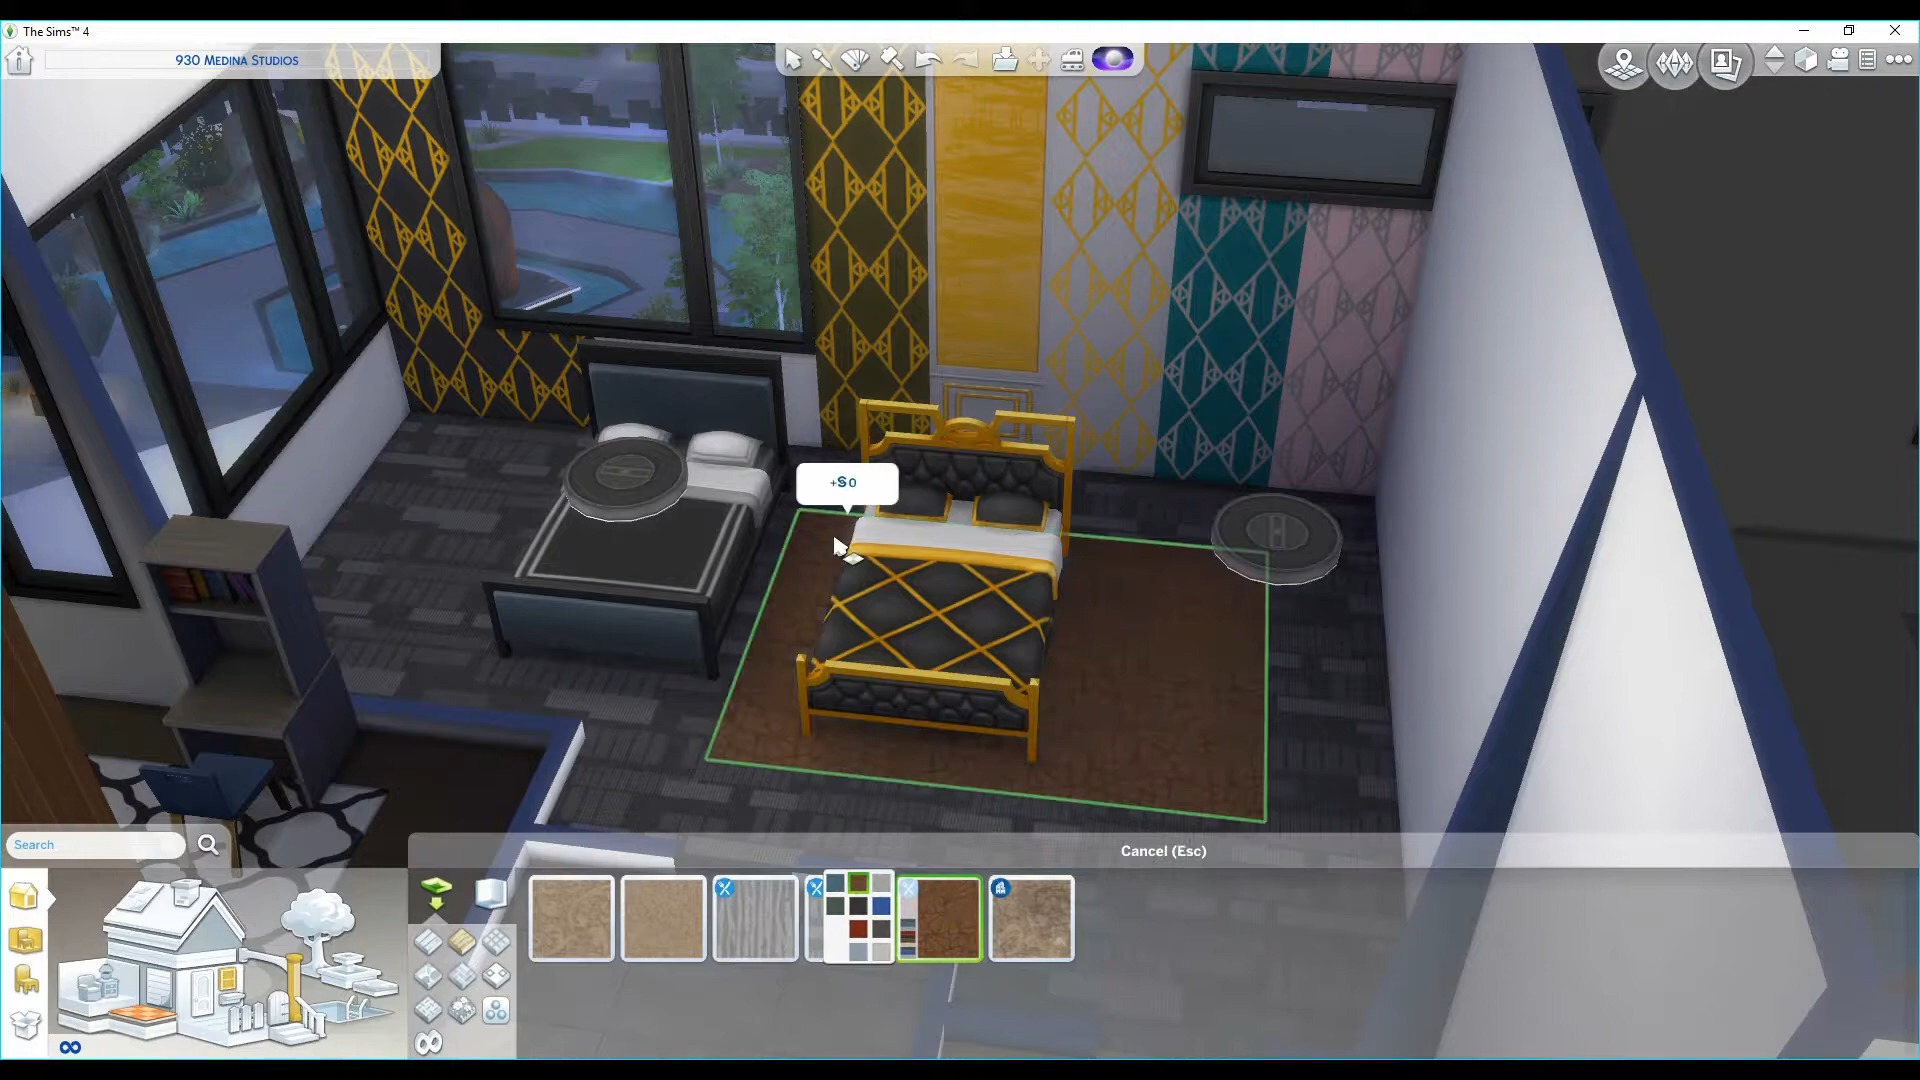 The Sims™ 4
930 Medina Studios
+§0
Cancel (Esc)
Search